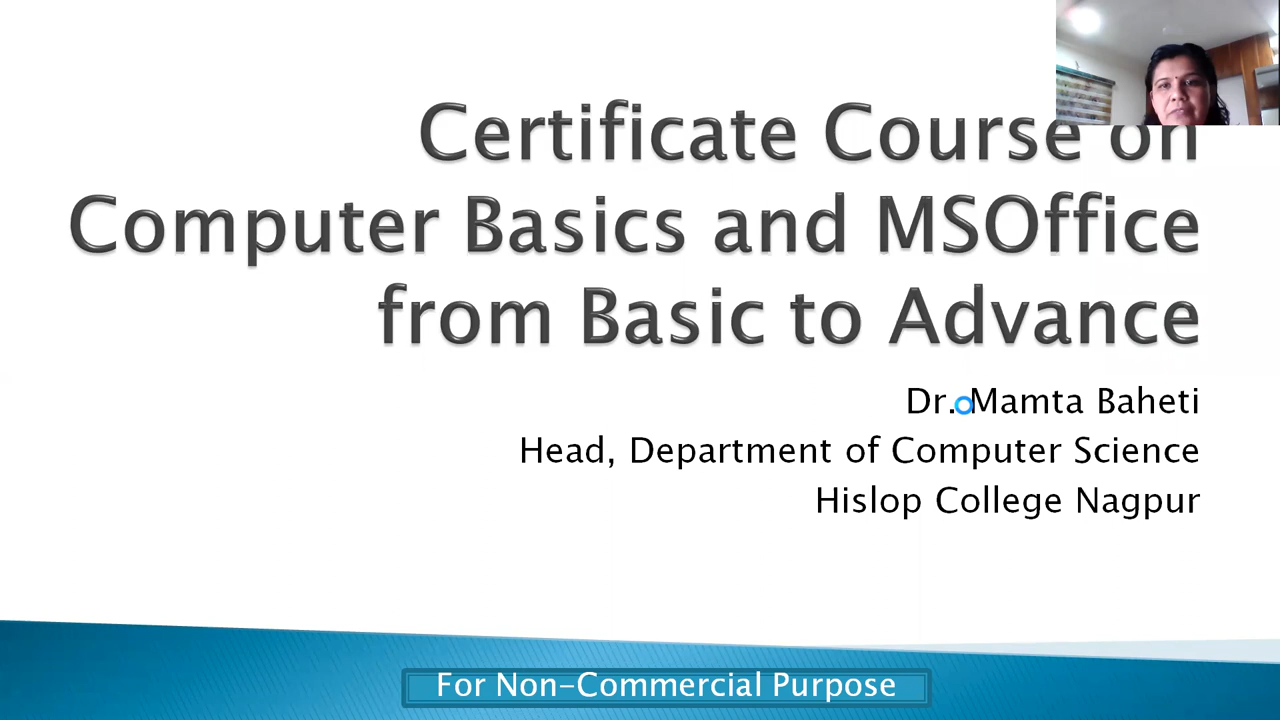 Certificate Course on
Computer Basics and MSOffice
from Basic to Advance
Dr. Mamta Baheti
Head, Department of Computer Science
Hislop College Nagpur
For Non-Commercial Purpose